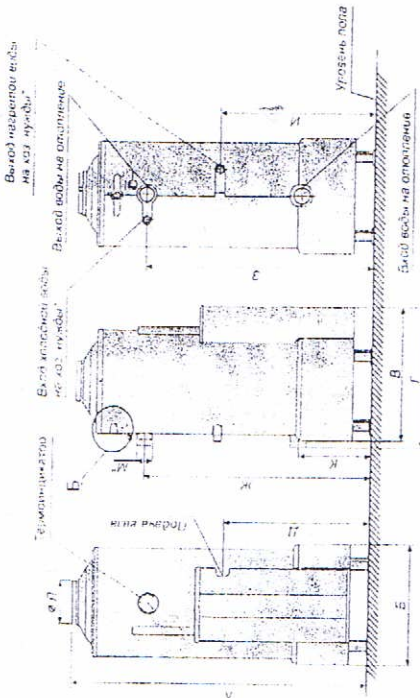 Выход нагретой воды
на хоз. нужды*
Выход воды на отопление
Вход холодной воды
на хоз. нужды*
Термоиндикатор
Б
М*
Подача газа
Уровень пола
Вход воды на отопление
ø Л
А
Б
Д
Ж
К
В
Г
З
И